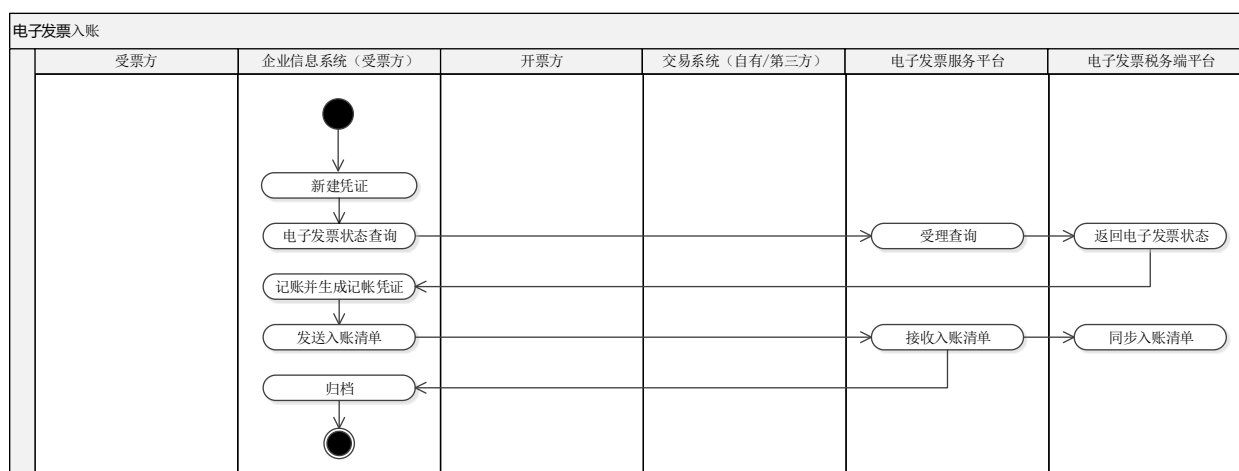 电子发票入账
受票方
企业信息系统（受票方）
开票方
交易系统（自有/第三方）
电子发票服务平台
电子发票税务端平台
新建凭证
电子发票状态查询
受理查询
返回电子发票状态
记账并生成记帐凭证
发送入账清单
接收入账清单
同步入账清单
归档